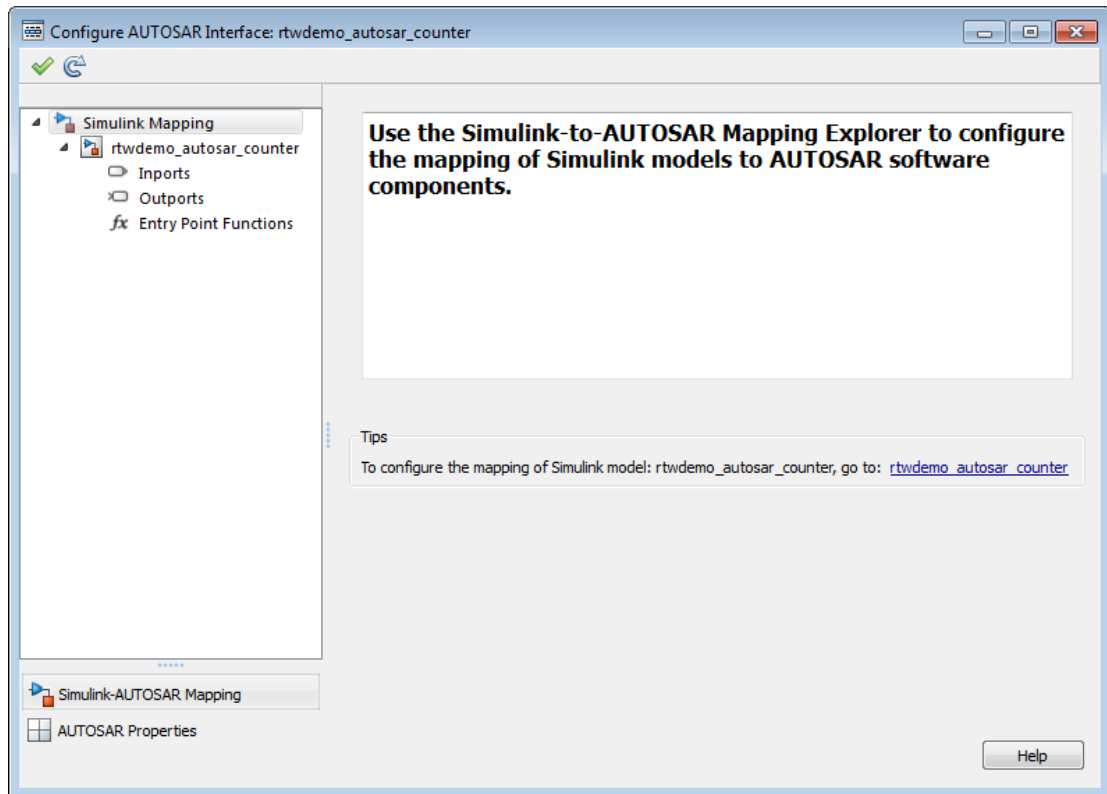 Configure AUTOSAR Interface: rtwdemo_autosar_counter
Simulink Mapping
rtwdemo_autosar_counter
Inports
Outports
fx Entry Point Functions
Use the Simulink-to-AUTOSAR Mapping Explorer to configure
the mapping of Simulink models to AUTOSAR software
components.
Tips
To configure the mapping of Simulink model: rtwdemo_autosar_counter, go to: rtwdemo_autosar_counter
Simulink-AUTOSAR Mapping
AUTOSAR Properties
Help